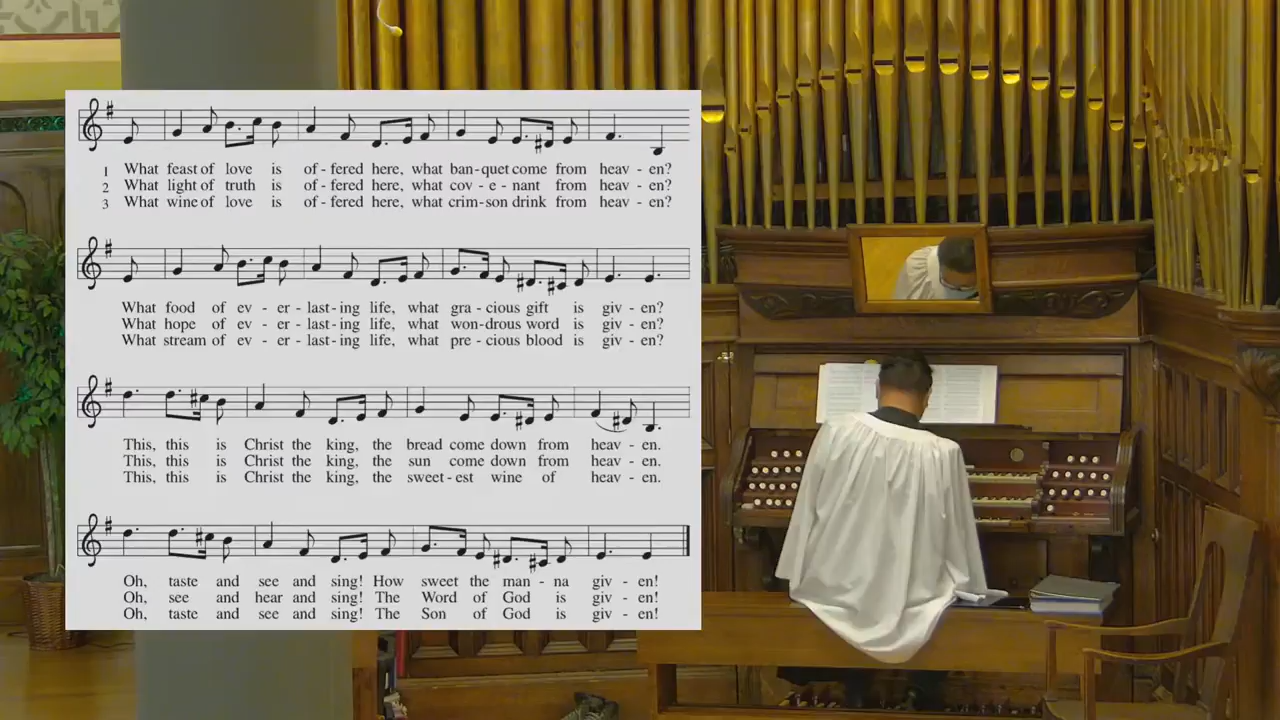 1 What feast of love is of - fered here, what ban - quet come from heav - en?
2 What light of truth is of - fered here, what cov - e - nant from heav - en?
3 What wine of love is of - fered here, what crim - son drink from heav - en?
What food of ev - er - last - ing life, what gra - cious gift is giv - en?
What hope of ev - er - last - ing life, what won - drous word is giv - en?
What stream of ev - er - last - ing life, what pre - cious blood is giv - en?
This, this is Christ the king, the bread come down from heav - en.
This, this is Christ the king, the sun come down from heav - en.
This, this is Christ the king, the sweet - est wine of heav - en.
Oh, taste and see and sing! How sweet the man - na giv - en!
Oh, see and hear and sing! The Word of God is giv - en!
Oh, taste and see and sing! The Son of God is giv - en!